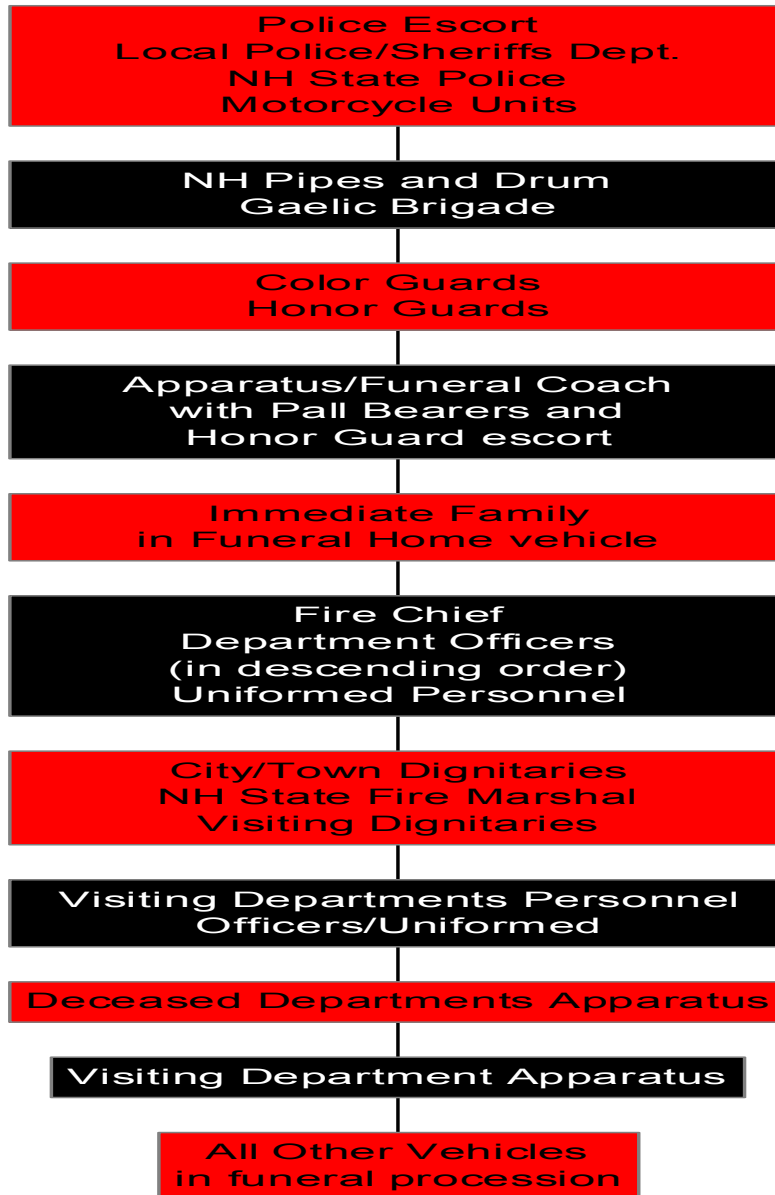 Police Escort
Local Police/Sheriffs Dept.
NH State Police
Motorcycle Units
NH Pipes and Drum
Gaelic Brigade
Color Guards
Honor Guards
Apparatus/Funeral Coach
with Pall Bearers and
Honor Guard escort
Immediate Family
in Funeral Home vehicle
Fire Chief
Department Officers
(in descending order)
Uniformed Personnel
City/Town Dignitaries
NH State Fire Marshal
Visiting Dignitaries
Visiting Departments Personnel
Officers/Uniformed
Deceased Departments Apparatus
Visiting Department Apparatus
All Other Vehicles
in funeral procession